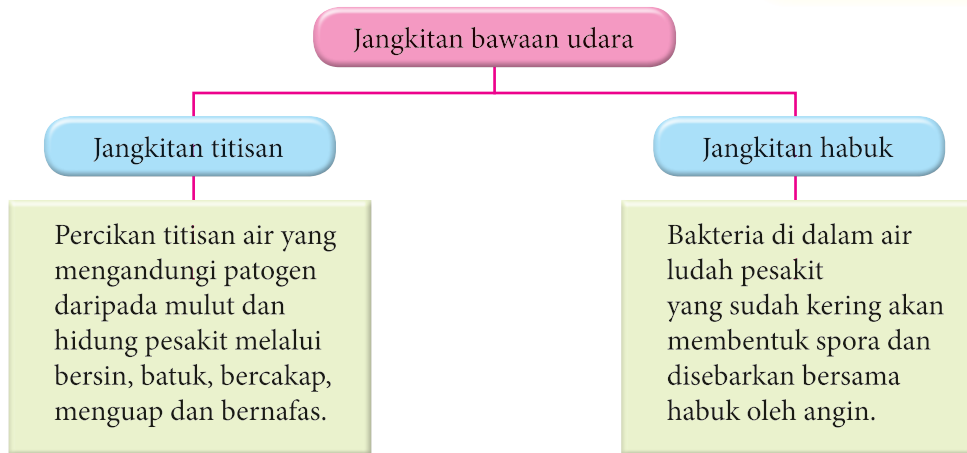 Jangkitan bawaan udara
Jangkitan titisan
Percikan titisan air yang
mengandungi patogen
daripada mulut dan
hidung pesakit melalui
bersin, batuk, bercakap,
menguap dan bernafas.
Jangkitan habuk
Bakteria di dalam air
ludah pesakit
yang sudah kering akan
membentuk spora dan
disebarkan bersama
habuk oleh angin.